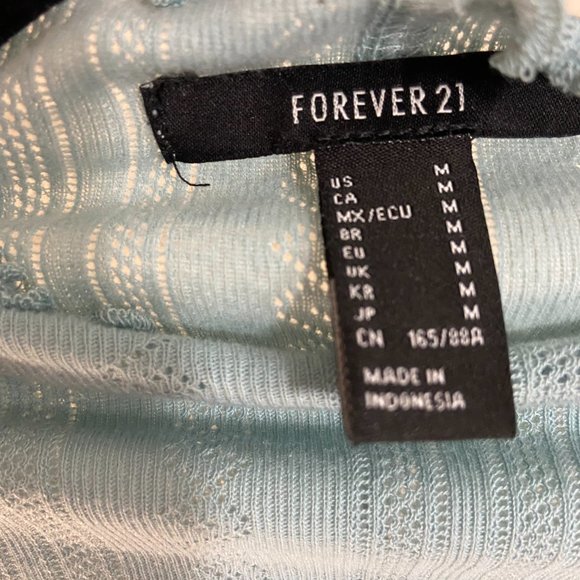 FOREVER 21
US M
CA M
MX/ECU M
BR M
EU M
UK M
KR M
JP M
CN 165/88A
MADE IN
INDONESIA